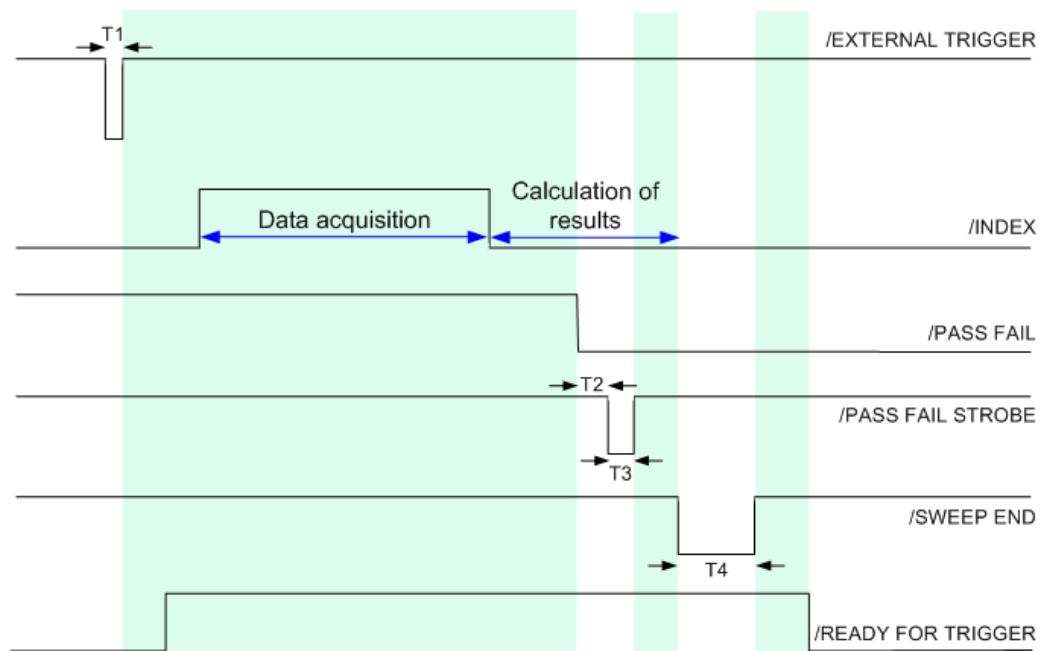 T1
/EXTERNAL TRIGGER
Data acquisition
Calculation of
results
/INDEX
/PASS FAIL
T2
/PASS FAIL STROBE
T3
/SWEEP END
T4
/READY FOR TRIGGER